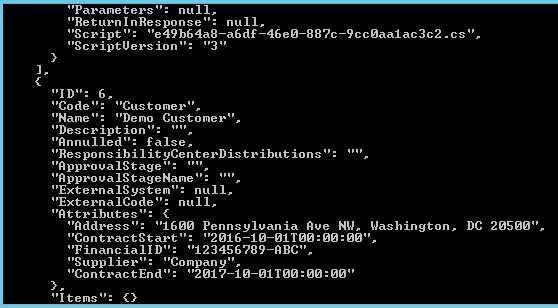 "Parameters": null,
"ReturnInResponse": null,
"Script": "e49b64a8-a6df-46e0-887c-9cc0aa1ac3c2.cs",
"ScriptVersion": "3"
}
],
{
"ID": 6,
"Code": "Customer",
"Name": "Demo Customer",
"Description": "",
"Annulled": false,
"ResponsibilityCenterDistributions": "",
"ApprovalStage": "",
"ApprovalStageName": "",
"ExternalSystem": null,
"ExternalCode": null,
"Attributes": {
"Address": "1600 Pennsylvania Ave NW, Washington, DC 20500",
"ContractStart": "2016-10-01T00:00:00",
"FinancialID": "123456789-ABC",
"Supplier": "Company",
"ContractEnd": "2017-10-01T00:00:00"
},
"Items": {}